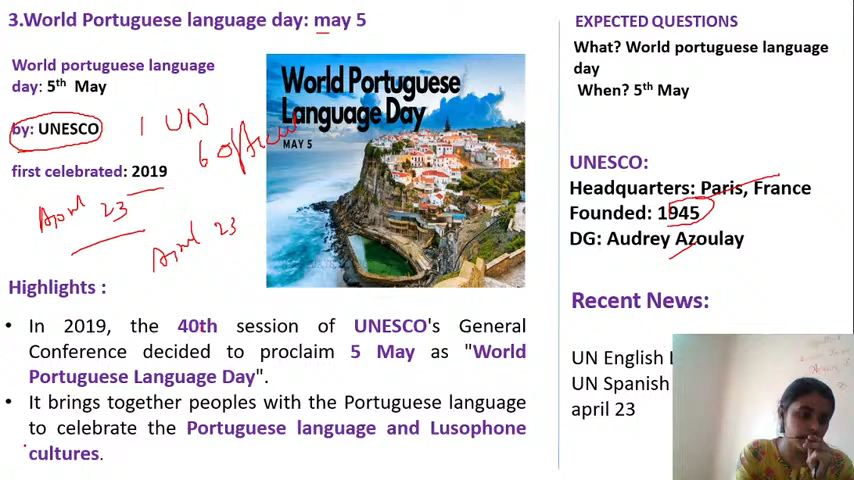 3.World Portuguese language day: may 5
World portuguese language
day: 5th May
by: UNESCO
1 UN
6 official
first celebrated: 2019
April 23
April 23
World Portuguese
Language Day
MAY 5
Highlights :
• In 2019, the 40th session of UNESCO's General
Conference decided to proclaim 5 May as "World
Portuguese Language Day".
• It brings together peoples with the Portuguese language
to celebrate the Portuguese language and Lusophone
cultures.
EXPECTED QUESTIONS
What? World portuguese language
day
When? 5th May
UNESCO:
Headquarters: Paris, France
Founded: 1945
DG: Audrey Azoulay
Recent News:
UN English
UN Spanish
april 23